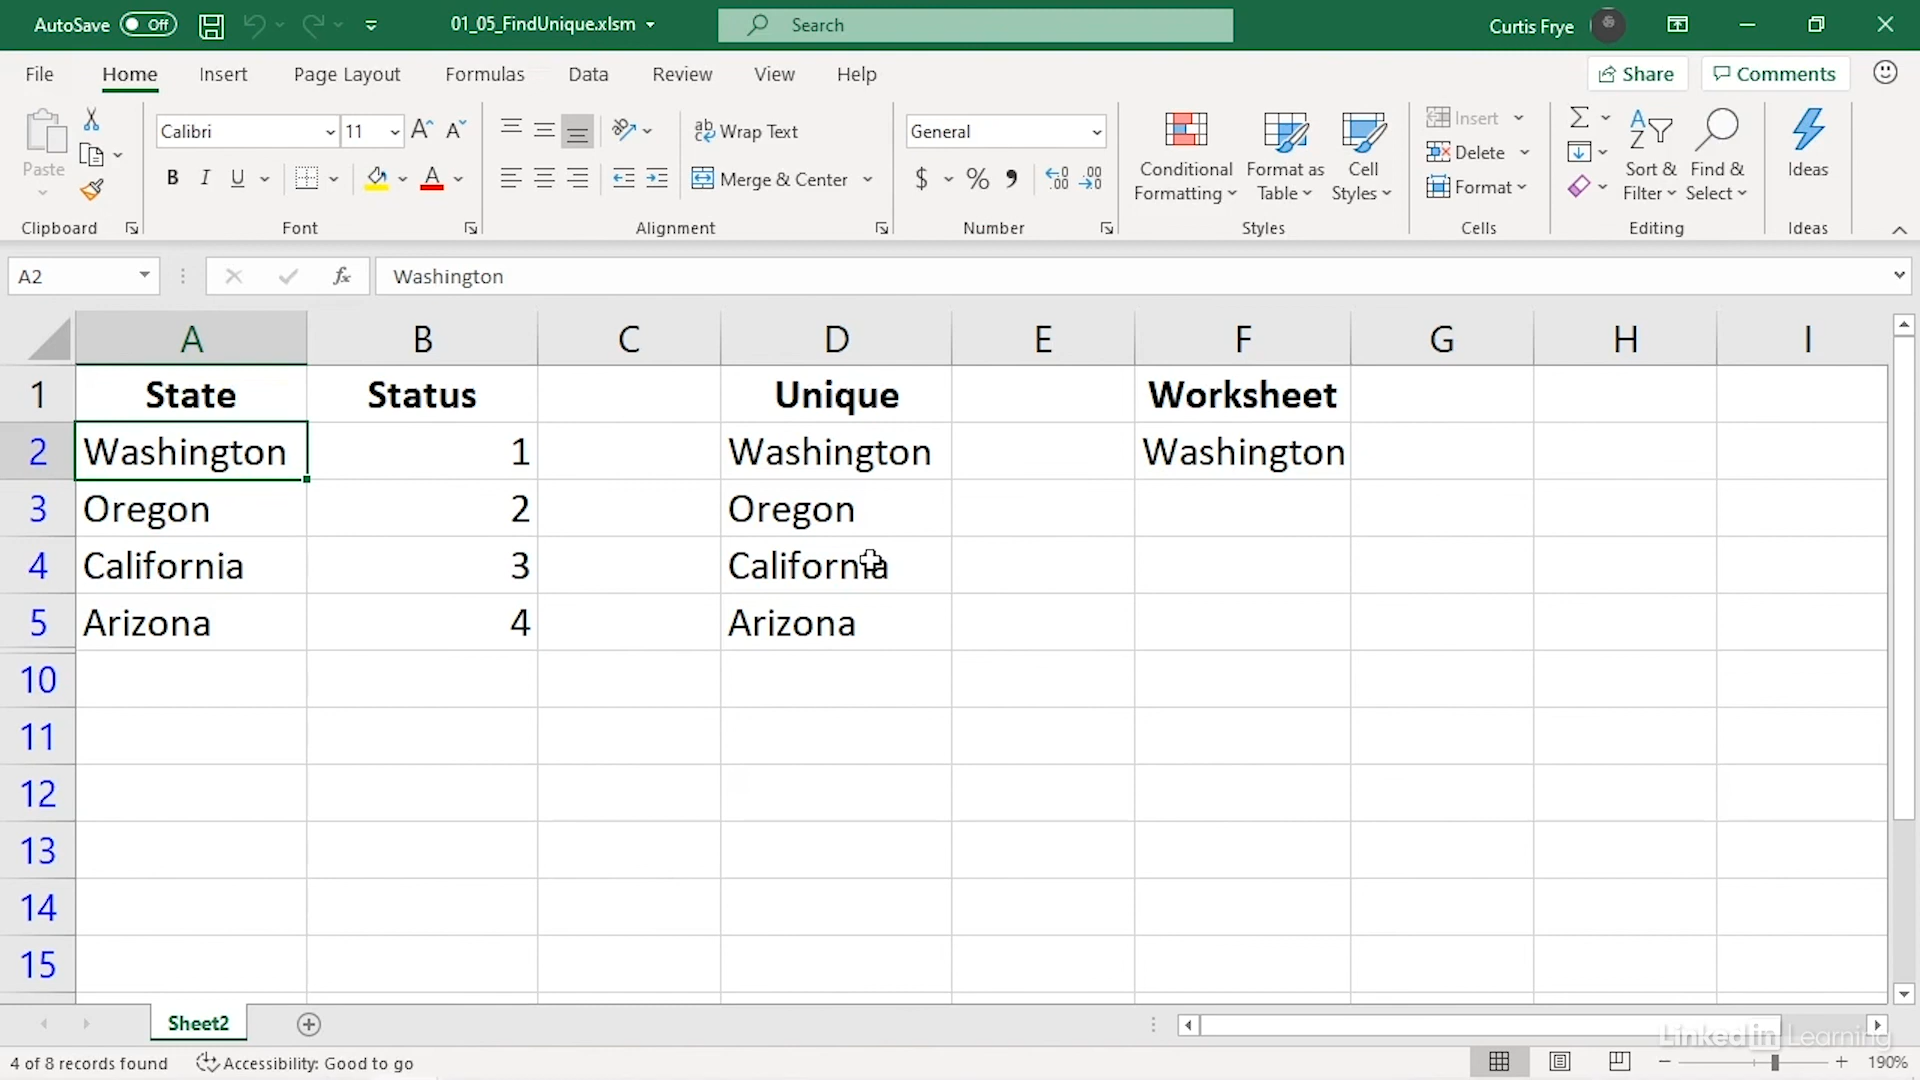 AutoSave Off 01_05_FindUnique.xlsm Search Curtis Frye
File Home Insert Page Layout Formulas Data Review View Help Share Comments
Calibri 11 A A ab Wrap Text General Insert
Paste Conditional Format as Cell Delete Sort & Find & Ideas
B I U A Merge & Center $ % Formatting Table Styles Format Filter Select
Clipboard Font Alignment Number Styles Cells Editing Ideas
A2 fx Washington
A B C D E F G H I
1 State Status Unique Worksheet
2 Washington 1 Washington Washington
3 Oregon 2 Oregon
4 California 3 California
5 Arizona 4 Arizona
10
11
12
13
14
15
Sheet2
LinkedIn Learning
4 of 8 records found Accessibility: Good to go 190%